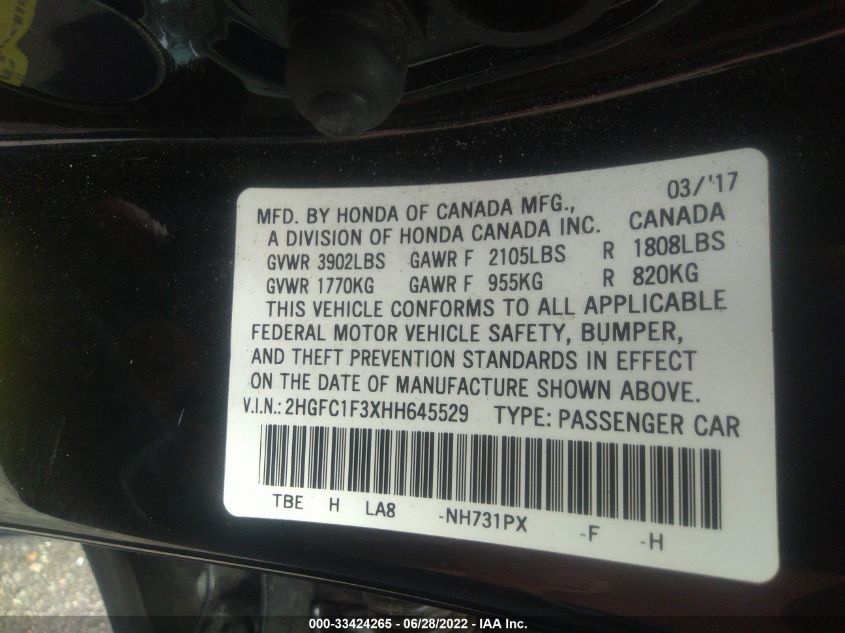 03/'17
MFD. BY HONDA OF CANADA MFG., CANADA
A DIVISION OF HONDA CANADA INC.
GVWR 3902LBS GAWR F 2105LBS R 1808LBS
GVWR 1770KG GAWR F 955KG R 820KG
THIS VEHICLE CONFORMS TO ALL APPLICABLE
FEDERAL MOTOR VEHICLE SAFETY, BUMPER,
AND THEFT PREVENTION STANDARDS IN EFFECT
ON THE DATE OF MANUFACTURE SHOWN ABOVE.
V.I.N.: 2HGFC1F3XHH645529 TYPE: PASSENGER CAR
TBE H LA8 -NH731PX -F -H
000-33424265 - 06/28/2022 - IAA Inc.